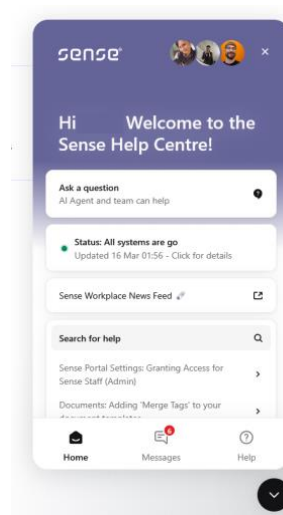 sense
Hi Welcome to the
Sense Help Centre!
Ask a question
AI Agent and team can help
Status: All systems are go
Updated 16 Mar 01:56 - Click for details
Sense Workplace News Feed 🗞️
Search for help
Sense Portal Settings: Granting Access for
Sense Staff (Admin)
Documents: Adding 'Merge Tags' to your
document templates
6
Home
Messages
Help